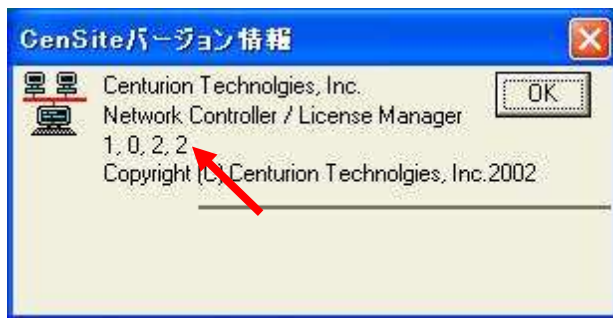 CenSiteバージョン情報
Centurion Technolgies, Inc.
OK
Network Controller / License Manager
1, 0, 2, 2
Copyright (C) Centurion Technolgies, Inc.2002